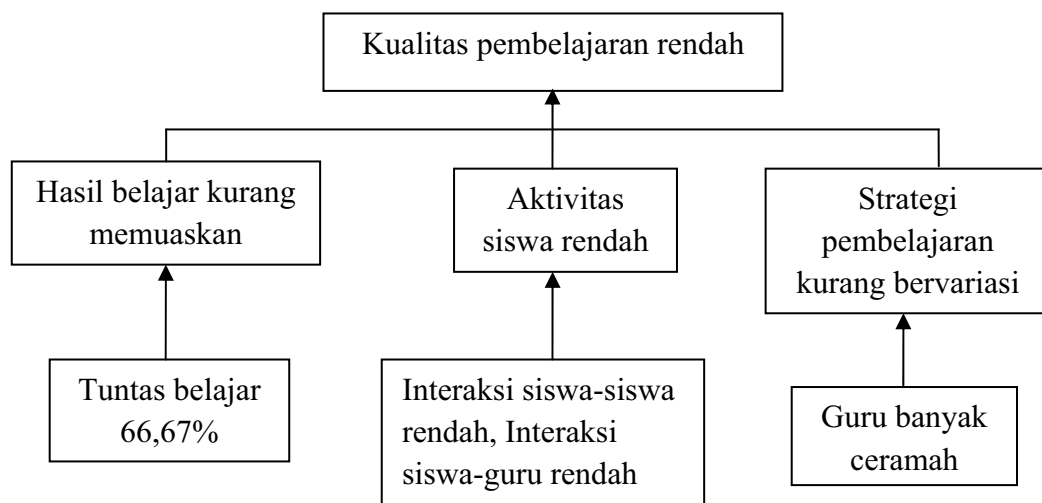 Kualitas pembelajaran rendah
Hasil belajar kurang
memuaskan
Aktivitas
siswa rendah
Strategi
pembelajaran
kurang bervariasi
Tuntas belajar
66,67%
Interaksi siswa-siswa
rendah, Interaksi
siswa-guru rendah
Guru banyak
ceramah